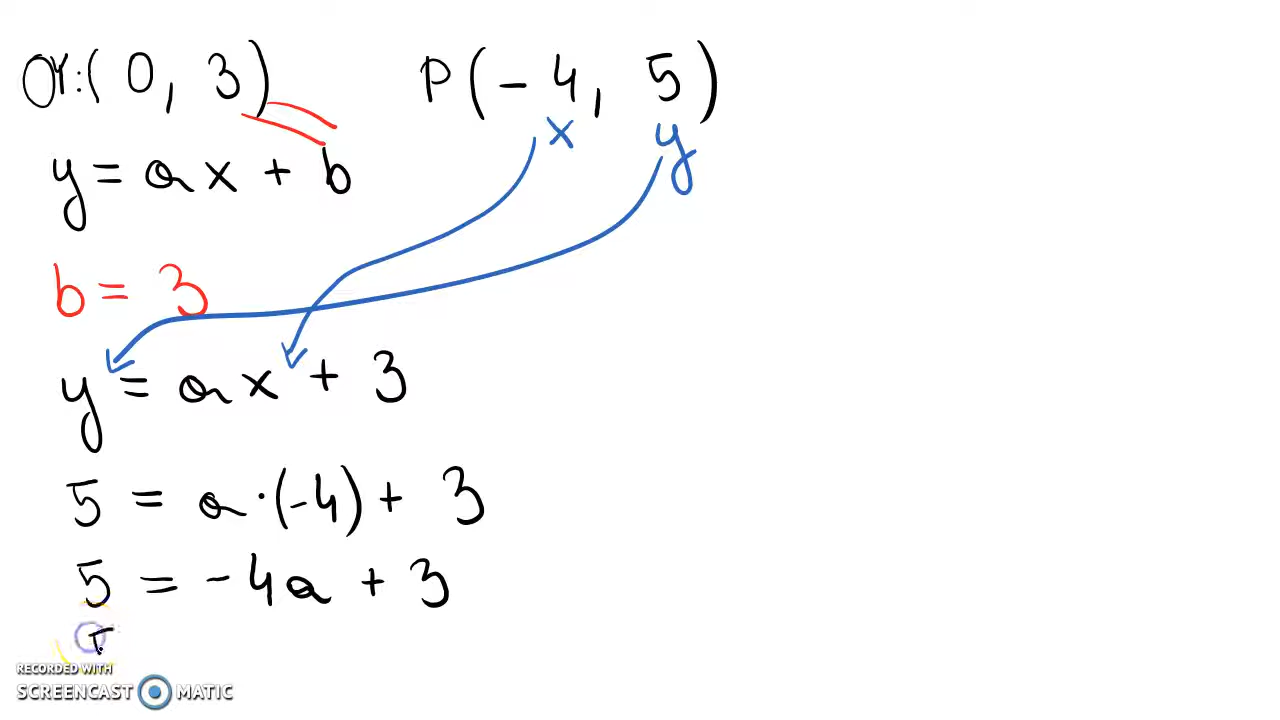 OY:( 0, 3)
P( - 4, 5)
x y
y = ax + b
b = 3
y = ax + 3
5 = a·(-4) + 3
5 = - 4a + 3
RECORDED WITH
SCREENCAST MATIC